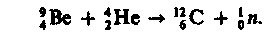 ⁹₄Be + ⁴₂He → ¹²₆C + ¹₀n.